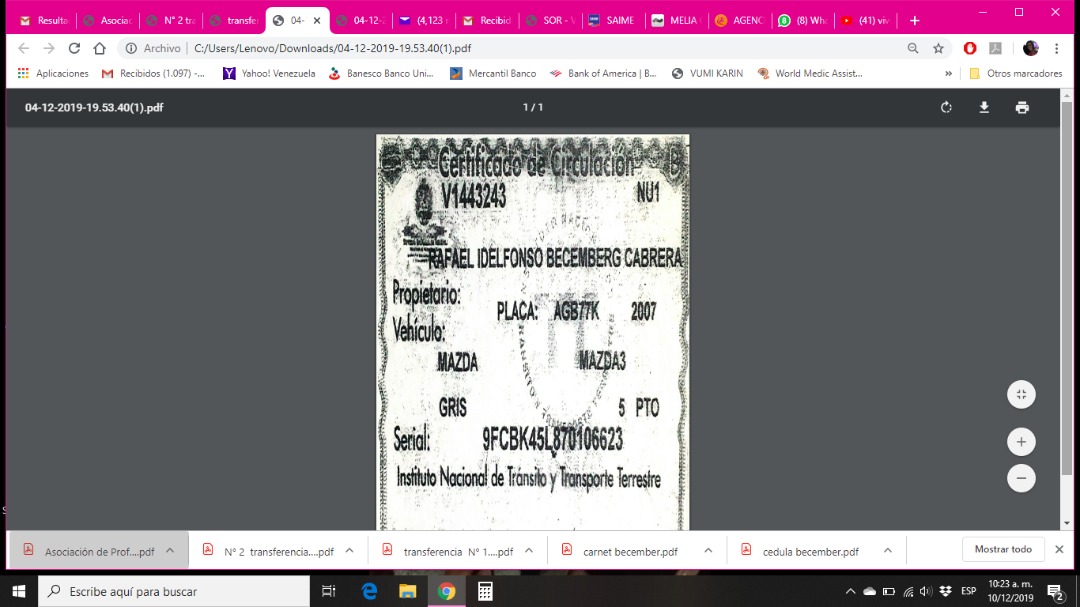 Resulta
Asociac
N° 2 tra
transfe
04-
04-12-
(4,123 
Recibid
SOR - V
SAIME
MELIA
AGENC
(8) Wha
(41) viv
Archivo
C:/Users/Lenovo/Downloads/04-12-2019-19.53.40(1).pdf
Aplicaciones
Recibidos (1.097) -...
Yahoo! Venezuela
Banesco Banco Uni...
Mercantil Banco
Bank of America | B...
VUMI KARIN
World Medic Assist...
»
Otros marcadores
04-12-2019-19.53.40(1).pdf
1 / 1
Certificado de Circulación
B
V1443243
NU1
RAFAEL IDELFONSO BECEMBERG CABRERA
Propietario:
PLACA: AGB77K 2007
Vehículo:
MAZDA MAZDA3
GRIS 5 PTO
Serial: 9FCBK45L870106623
Instituto Nacional de Tránsito y Transporte Terrestre
Asociación de Prof....pdf
N° 2 transferencia....pdf
transferencia N° 1....pdf
carnet becember.pdf
cedula becember.pdf
Mostrar todo
Escribe aquí para buscar
ESP
10:23 a. m.
10/12/2019
2